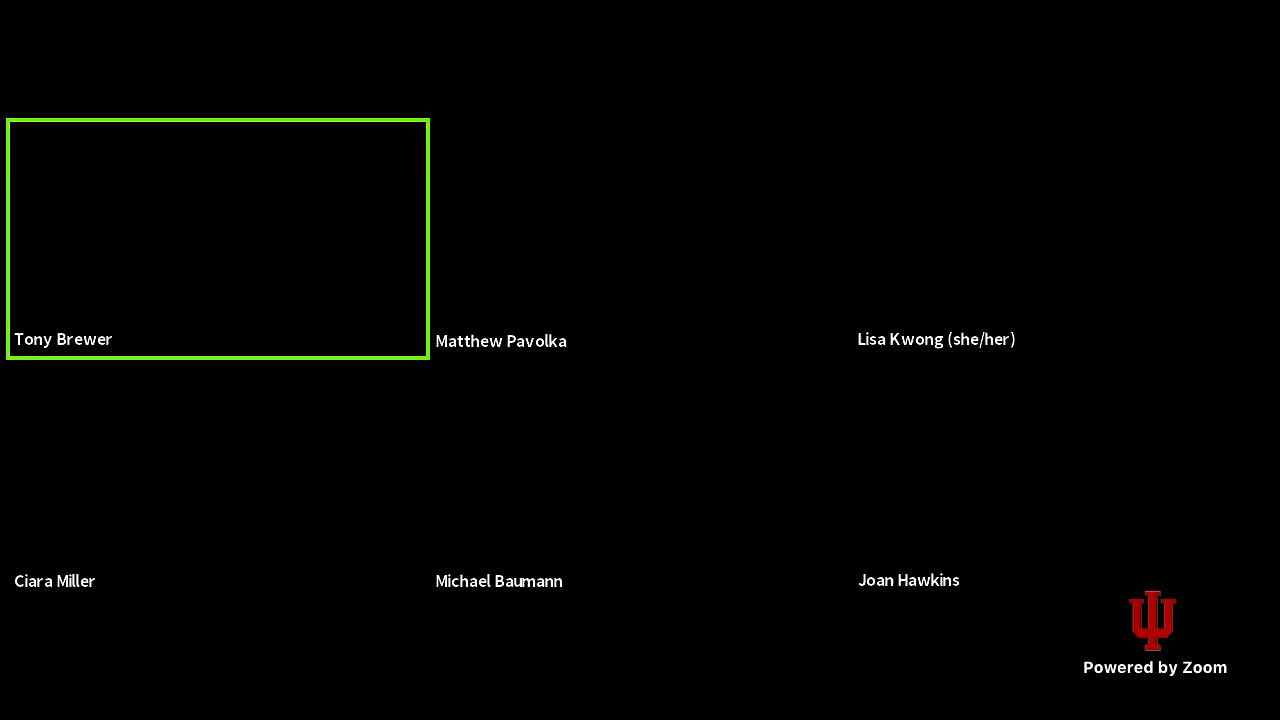 Tony Brewer
Matthew Pavolka
Lisa Kwong (she/her)
Ciara Miller
Michael Baumann
Joan Hawkins
Powered by Zoom